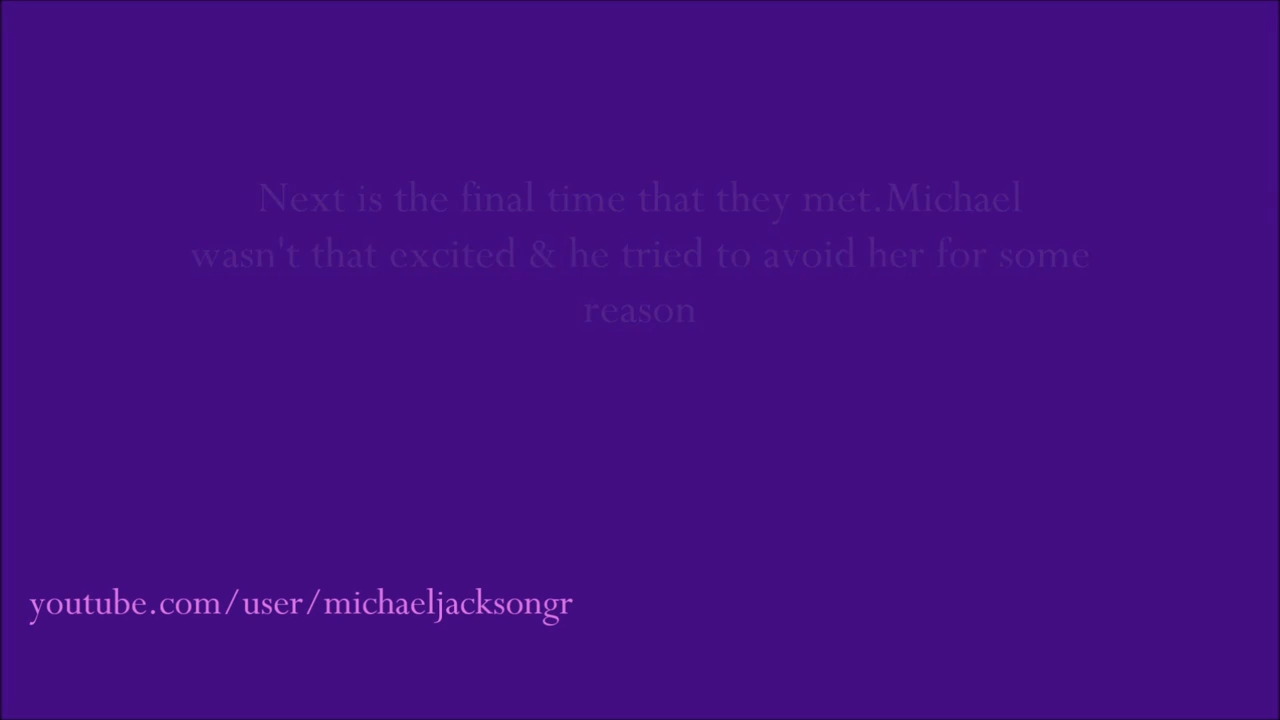 Next is the final time that they met.Michael
wasn't that excited & he tried to avoid her for some
reason
youtube.com/user/michaeljacksongr